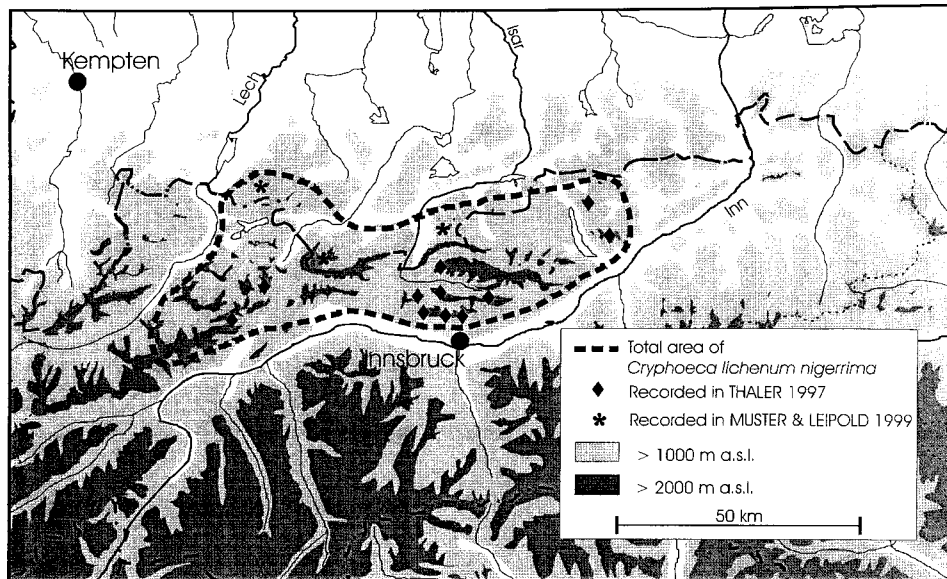 Kempten
Lech
Isar
Inn
Innsbruck
Total area of
Cryphoeca lichenum nigerrima
Recorded in THALER 1997
Recorded in MUSTER & LEIPOLD 1999
> 1000 m a.s.l.
> 2000 m a.s.l.
50 km